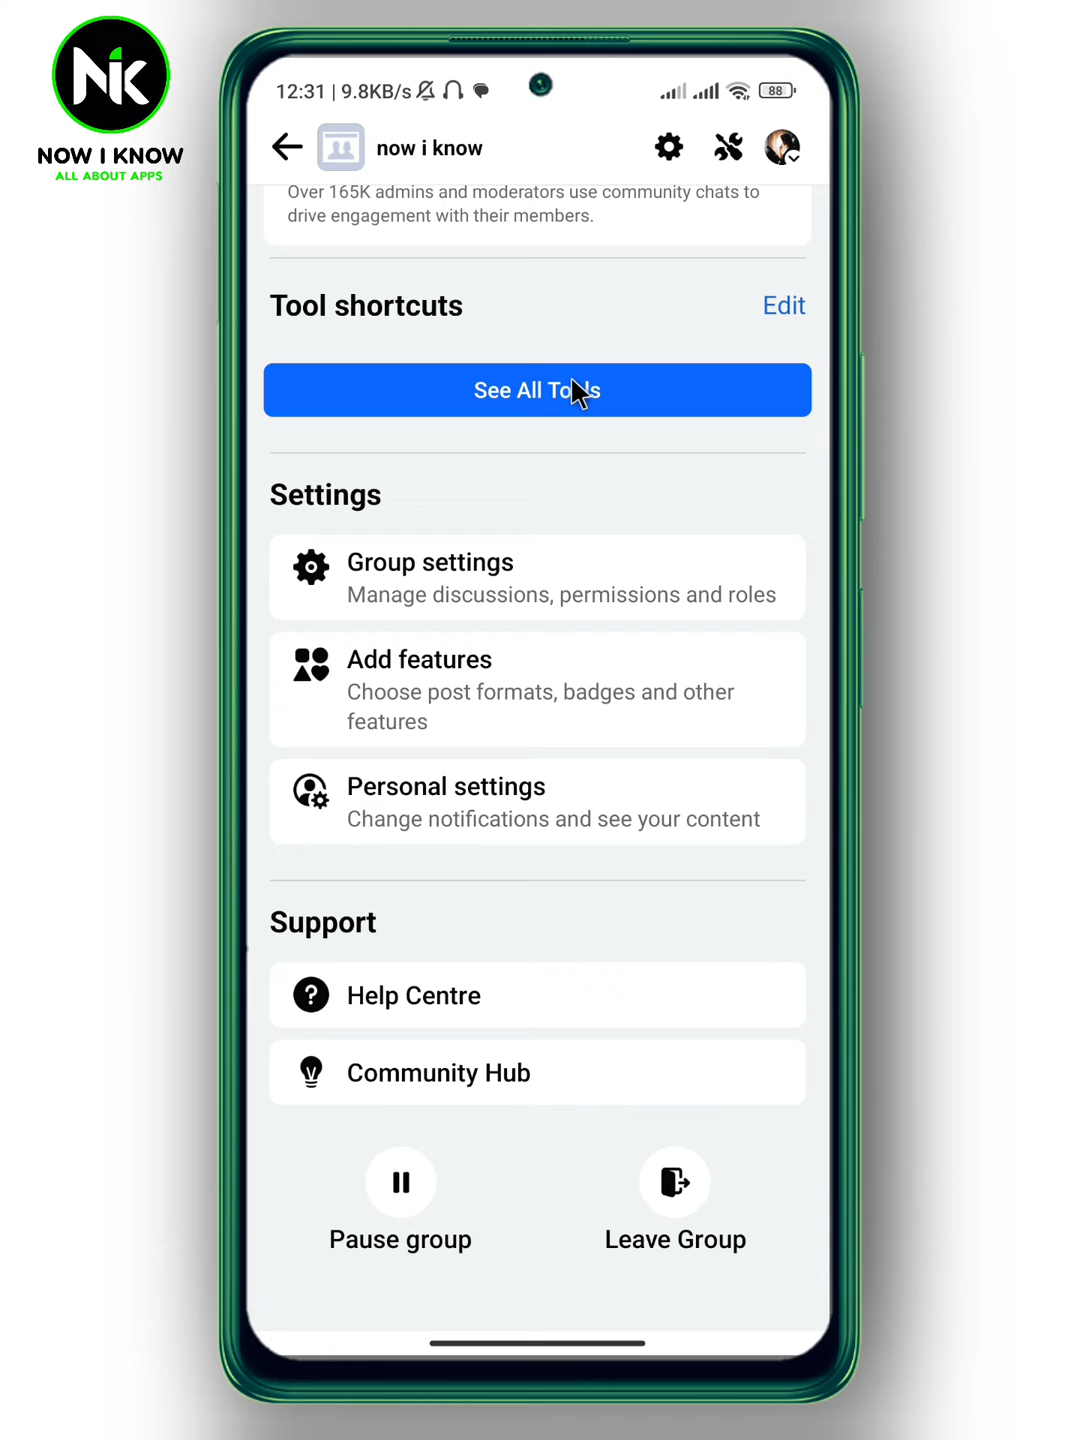 NIK
NOW I KNOW
ALL ABOUT APPS
12:31 | 9.8KB/s
88
now i know
Over 165K admins and moderators use community chats to
drive engagement with their members.
Tool shortcuts
Edit
See All Tools
Settings
Group settings
Manage discussions, permissions and roles
Add features
Choose post formats, badges and other
features
Personal settings
Change notifications and see your content
Support
Help Centre
Community Hub
Pause group
Leave Group